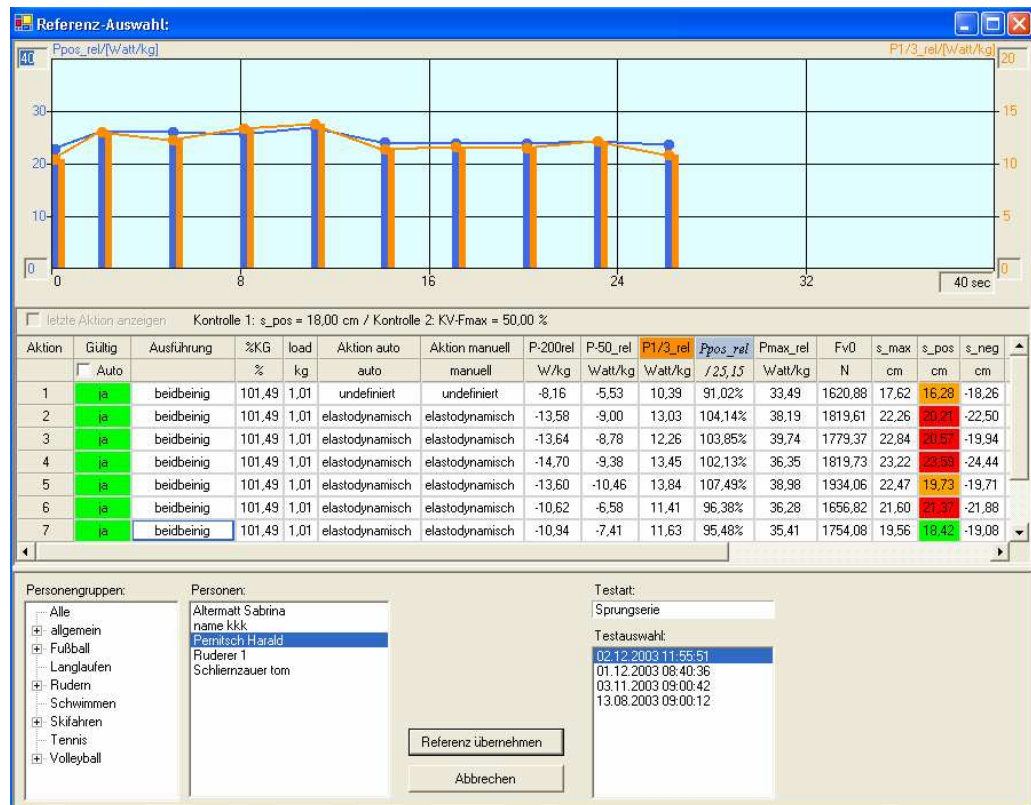 Referenz-Auswahl:
40 Ppos_rel/[Watt/kg] P1/3_rel/[Watt/kg] 20
30 15
20 10
10 5
0 0
0 8 16 24 32 40 sec
letzte Aktion anzeigen Kontrolle 1: s_pos = 18,00 cm / Kontrolle 2: KV-Fmax = 50,00 %
Aktion Gültig Ausführung %KG load Aktion auto Aktion manuell P-200rel P-50_rel P1/3_rel Ppos_rel Pmax_rel Fv0 s_max s_pos s_neg
Auto % kg auto manuell W/kg Watt/kg Watt/kg / 25,15 Watt/kg N cm cm cm
1 ja beidbeinig 101,49 1,01 undefiniert undefiniert -8,16 -5,53 10,39 91,02% 33,49 1620,88 17,62 16,28 -18,26
2 ja beidbeinig 101,49 1,01 elastodynamisch elastodynamisch -13,58 -9,00 13,03 104,14% 38,19 1819,61 22,26 20,21 -22,50
3 ja beidbeinig 101,49 1,01 elastodynamisch elastodynamisch -13,64 -8,78 12,26 103,85% 39,74 1779,37 22,84 20,57 -19,94
4 ja beidbeinig 101,49 1,01 elastodynamisch elastodynamisch -14,70 -9,38 13,45 102,13% 36,35 1819,73 23,22 23,59 -24,44
5 ja beidbeinig 101,49 1,01 elastodynamisch elastodynamisch -13,60 -10,46 13,84 107,49% 38,98 1934,06 22,47 19,73 -19,71
6 ja beidbeinig 101,49 1,01 elastodynamisch elastodynamisch -10,62 -6,58 11,41 96,38% 36,28 1656,82 21,60 21,37 -21,88
7 ja beidbeinig 101,49 1,01 elastodynamisch elastodynamisch -10,94 -7,41 11,63 95,48% 35,41 1754,08 19,56 18,42 -19,08
Personengruppen:
Alle
allgemein
Fußball
Langlaufen
Rudern
Schwimmen
Skifahren
Tennis
Volleyball
Personen:
Altermatt Sabrina
name kkk
Pernitsch Harald
Ruderer 1
Schliernzauer tom
Referenz übernehmen
Abbrechen
Testart:
Sprungserie
Testauswahl:
02.12.2003 11:55:51
01.12.2003 08:40:36
03.11.2003 09:00:42
13.08.2003 09:00:12